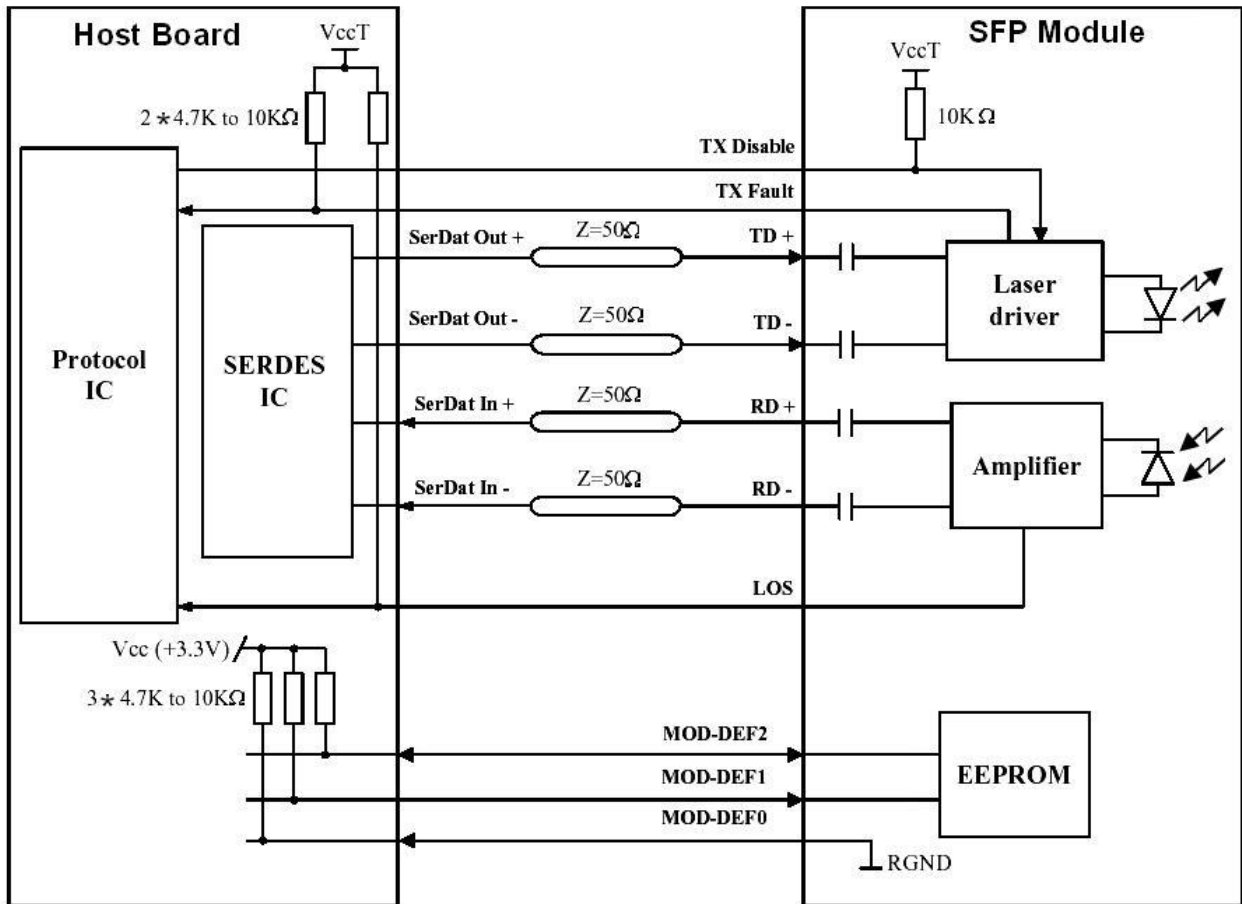 Host Board
SFP Module
VccT
VccT
2*4.7K to 10KΩ
10KΩ
TX Disable
TX Fault
SerDat Out +
Z=50Ω
TD +
SerDat Out -
Z=50Ω
TD -
Laser
driver
Protocol
IC
SERDES
IC
SerDat In +
Z=50Ω
RD +
SerDat In -
Z=50Ω
RD -
Amplifier
LOS
Vcc (+3.3V)
3*4.7K to 10KΩ
MOD-DEF2
MOD-DEF1
MOD-DEF0
EEPROM
RGND